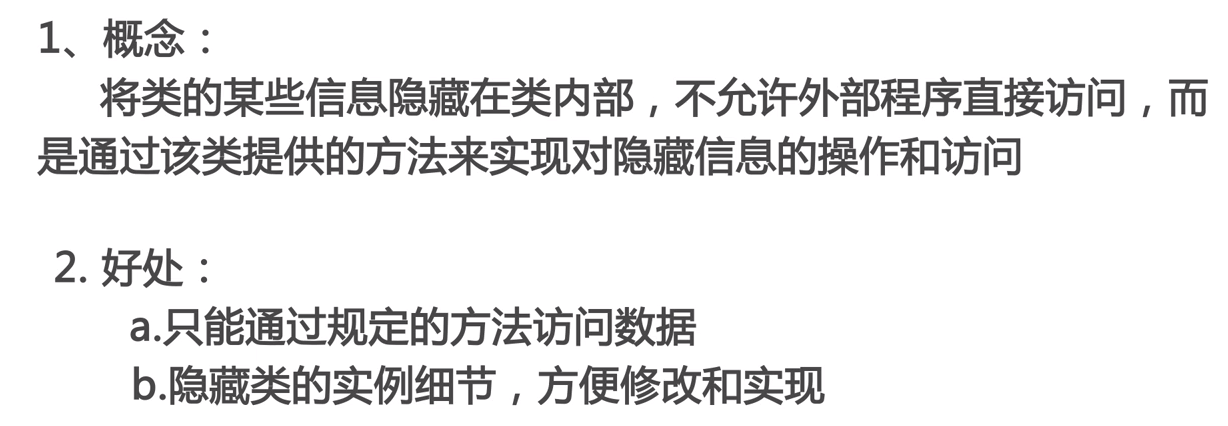 1、概念：
将类的某些信息隐藏在类内部，不允许外部程序直接访问，而
是通过该类提供的方法来实现对隐藏信息的操作和访问
2. 好处：
a.只能通过规定的方法访问数据
b.隐藏类的实例细节，方便修改和实现